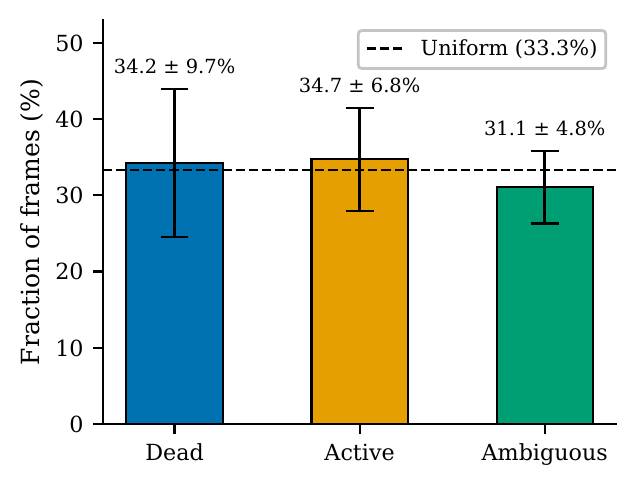 Uniform (33.3%)
34.2 ± 9.7%
34.7 ± 6.8%
31.1 ± 4.8%
Fraction of frames (%)
50
40
30
20
10
0
Dead
Active
Ambiguous